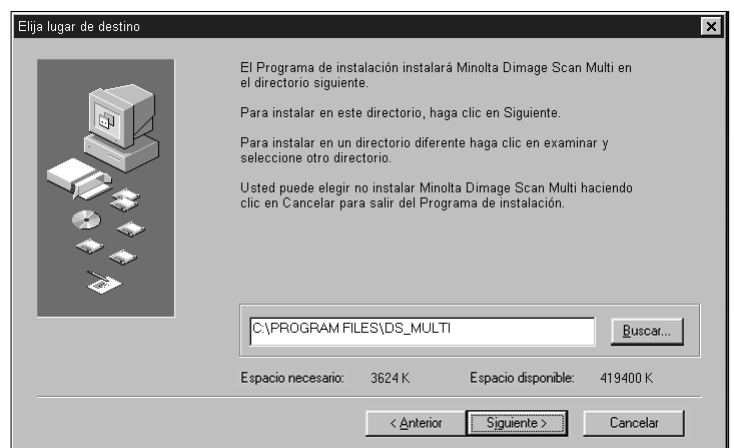 Elija lugar de destino
El Programa de instalación instalará Minolta Dimage Scan Multi en
el directorio siguiente.
Para instalar en este directorio, haga clic en Siguiente.
Para instalar en un directorio diferente haga clic en examinar y
seleccione otro directorio.
Usted puede elegir no instalar Minolta Dimage Scan Multi haciendo
clic en Cancelar para salir del Programa de instalación.
C:\PROGRAM FILES\DS_MULTI
Buscar...
Espacio necesario: 3624 K Espacio disponible: 419400 K
< Anterior Siguiente > Cancelar